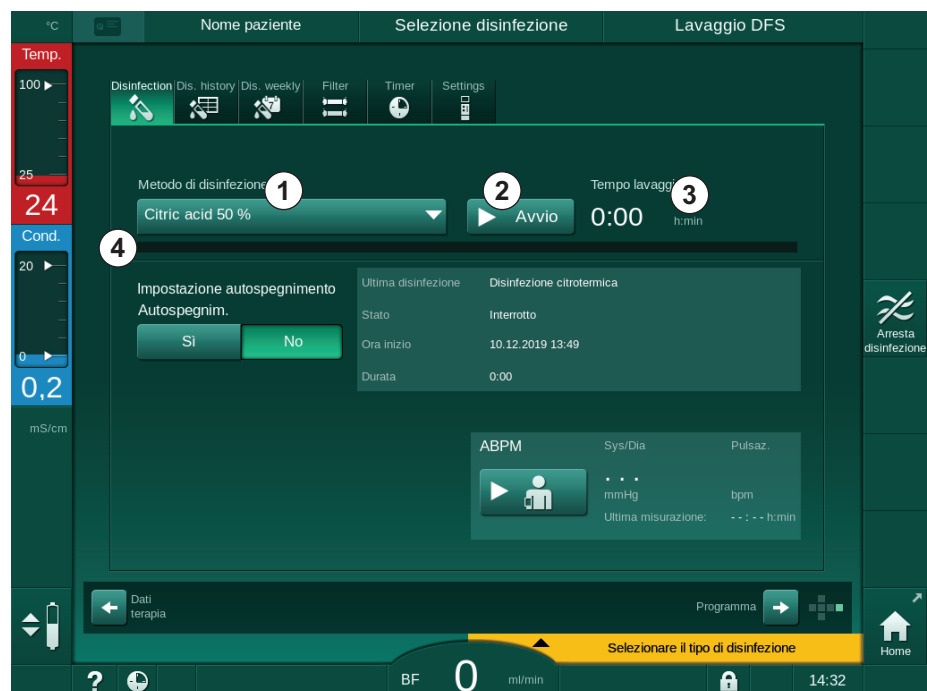 °C
Nome paziente
Selezione disinfezione
Lavaggio DFS
Temp.
100
25
24
Cond.
20
0
0,2
mS/cm
Disinfection
Dis. history
Dis. weekly
Filter
Timer
Settings
7
Metodo di disinfezione
1
Citric acid 50 %
2
Avvio
Tempo lavaggi
3
0:00
h:min
4
Impostazione autospegnimento
Autospegnim.
Sì
No
Ultima disinfezione
Disinfezione citrotermica
Stato
Interrotto
Ora inizio
10.12.2019 13:49
Durata
0:00
ABPM
Sys/Dia
Pulsaz.
. . .
mmHg
bpm
Ultima misurazione:
- - : - - h:min
Arresta
disinfezione
Dati
terapia
Programma
Selezionare il tipo di disinfezione
Home
?
BF
0
ml/min
14:32